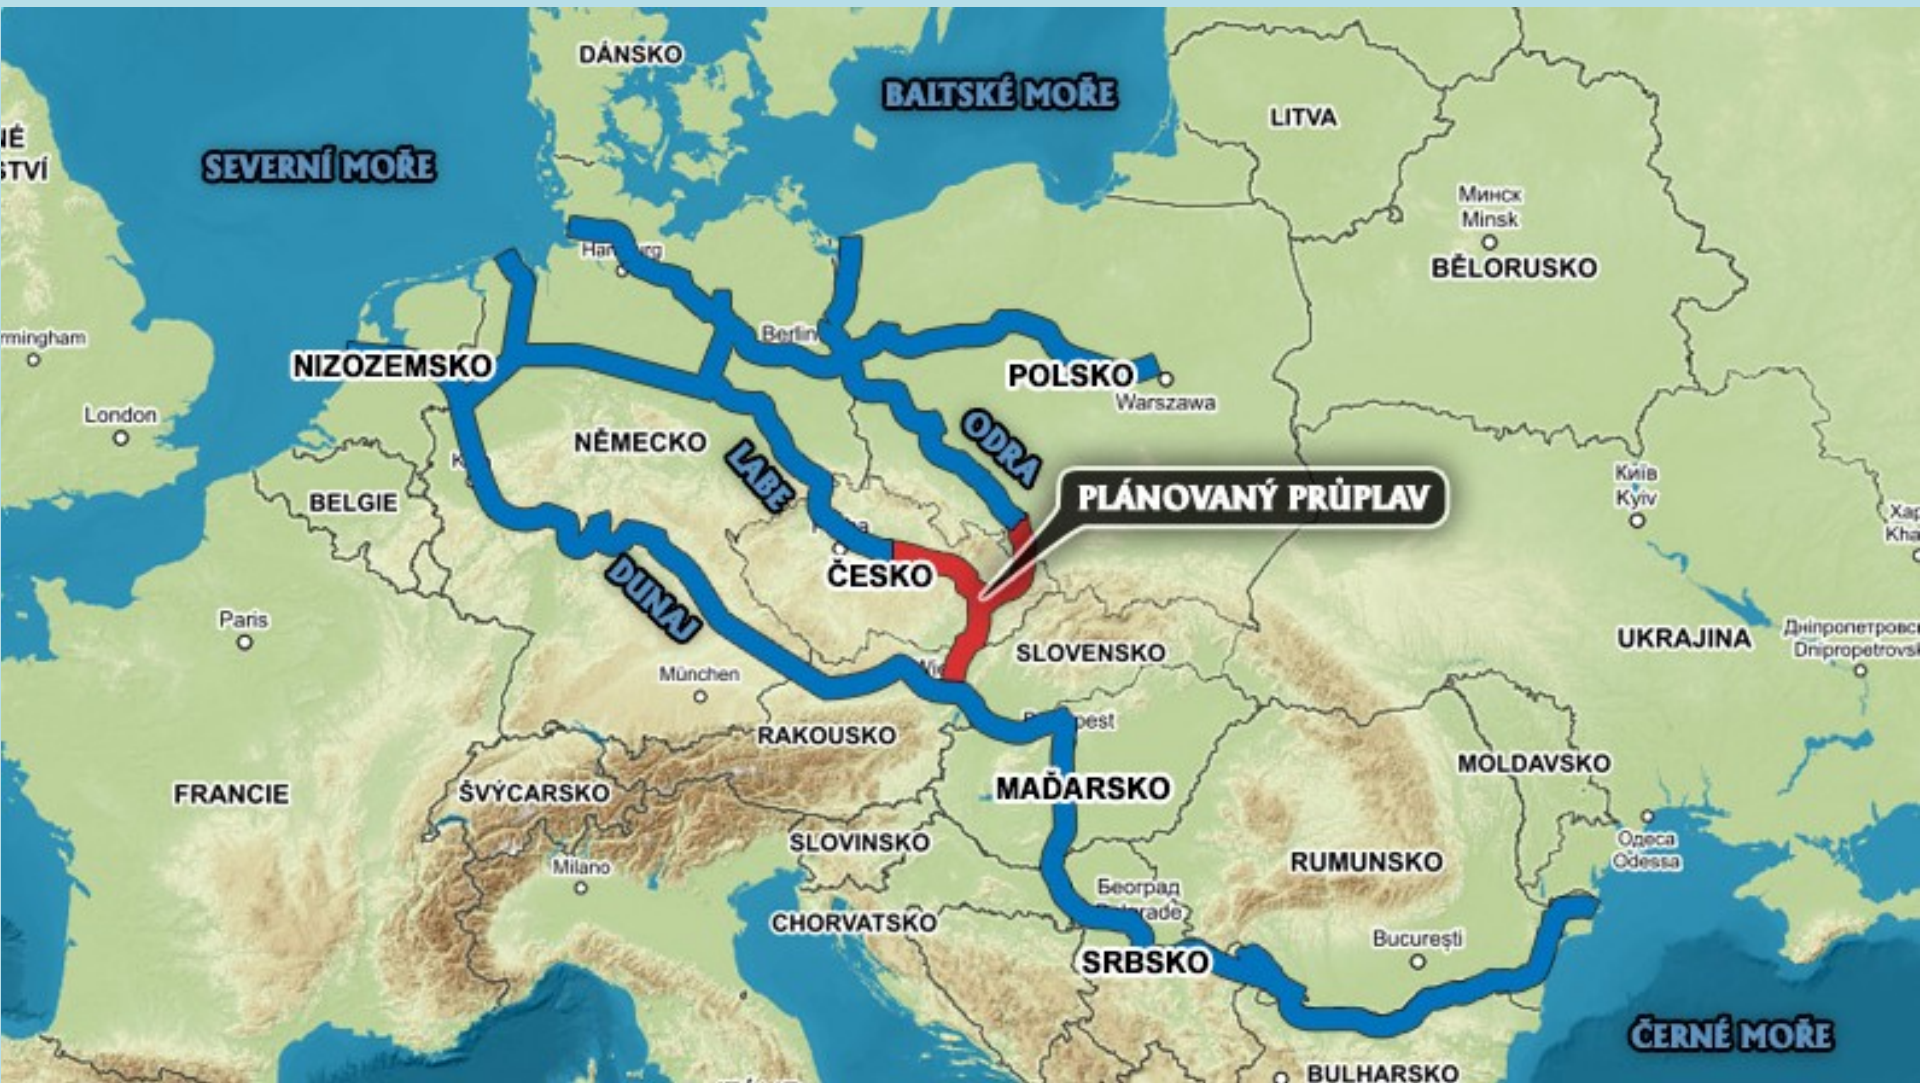 DÁNSKO
BALTSKÉ MOŘE
LITVA
SEVERNÍ MOŘE
Минск
Minsk
BĚLORUSKO
Berlin
NIZOZEMSKO
POLSKO
Warszawa
London
NĚMECKO
LABE
ODRA
Київ
Kyiv
PLÁNOVANÝ PRŮPLAV
BELGIE
ČESKO
DUNAJ
Paris
SLOVENSKO
UKRAJINA
München
RAKOUSKO
MOLDAVSKO
FRANCIE
ŠVÝCARSKO
MAĎARSKO
SLOVINSKO
Одеса
Odessa
Milano
RUMUNSKO
Београд
CHORVATSKO
București
SRBSKO
ČERNÉ MOŘE
BULHARSKO